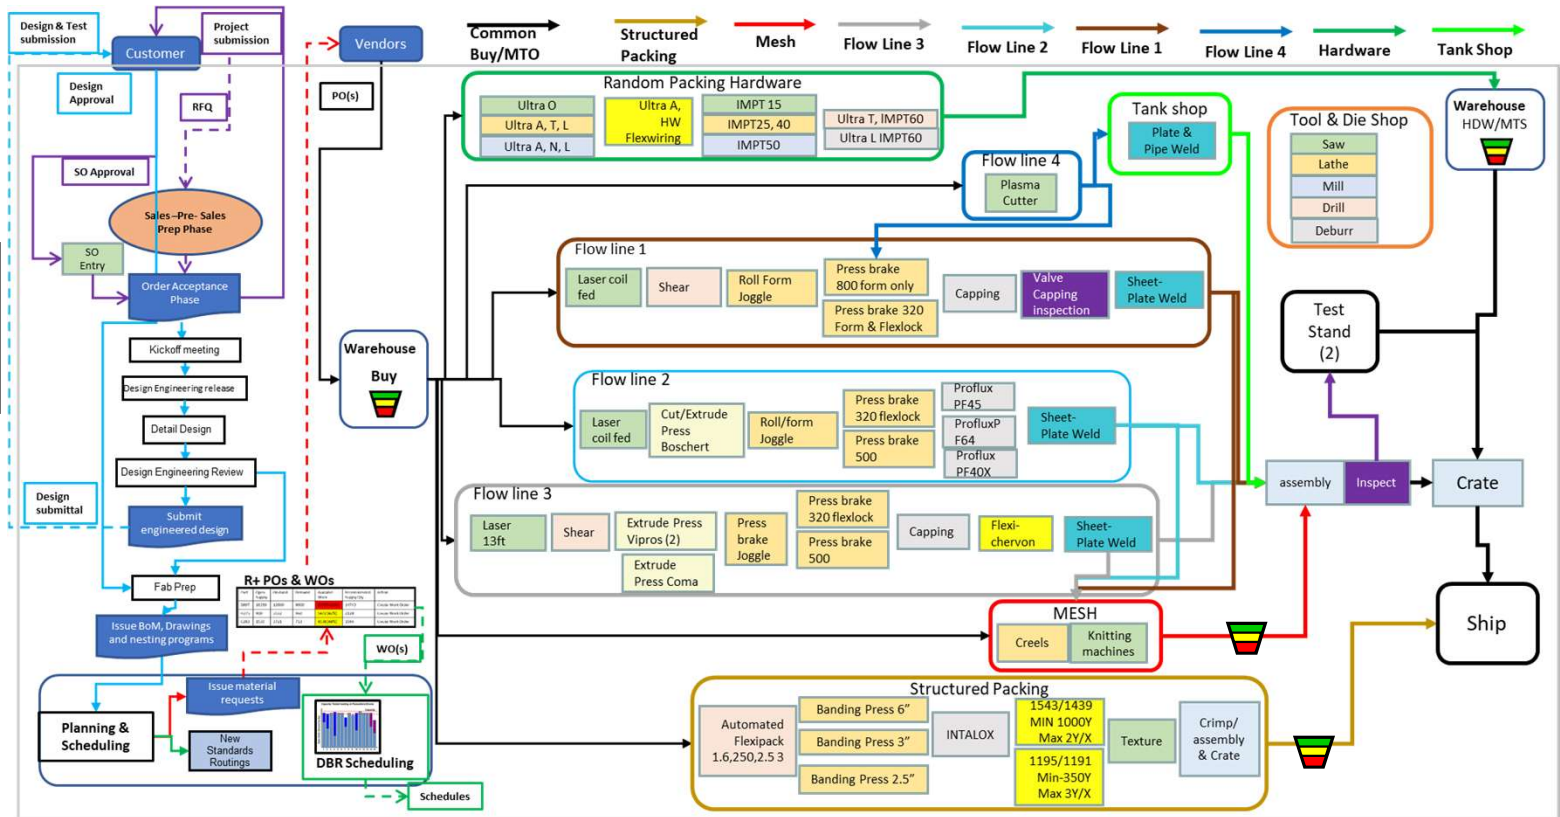 Design & Test
submission
Project
submission
Customer
Vendors
Common
Buy/MTO
Structured
Packing
Mesh
Flow Line 3
Flow Line 2
Flow Line 1
Flow Line 4
Hardware
Tank Shop
Design
Approval
RFQ
PO(s)
SO Approval
Sales–Pre- Sales
Prep Phase
SO
Entry
Order Acceptance
Phase
Kickoff meeting
Design Engineering release
Detail Design
Design Engineering Review
Design
submittal
Submit
engineered design
Fab Prep
Issue BoM, Drawings
and nesting programs
R+ POs & WOs
WO(s)
Issue material
requests
Planning &
Scheduling
New
Standards
Routings
DBR Scheduling
Schedules
Warehouse
Buy
Random Packing Hardware
Ultra O
Ultra A, T, L
Ultra A, N, L
Ultra A,
HW
Flexwiring
IMPT 15
IMPT25, 40
IMPT50
Ultra T, IMPT60
Ultra L IMPT60
Flow line 4
Plasma
Cutter
Tank shop
Plate &
Pipe Weld
Tool & Die Shop
Saw
Lathe
Mill
Drill
Deburr
Warehouse
HDW/MTS
Flow line 1
Laser coil
fed
Shear
Roll Form
Joggle
Press brake
800 form only
Press brake 320
Form & Flexlock
Capping
Valve
Capping
inspection
Sheet-
Plate Weld
Test
Stand
(2)
Flow line 2
Laser
coil fed
Cut/Extrude
Press
Boschert
Roll/form
Joggle
Press brake
320 flexlock
Press brake
500
Proflux
PF45
ProfluxP
F64
Proflux
PF40X
Sheet-
Plate Weld
Flow line 3
Laser
13ft
Shear
Extrude Press
Vipros (2)
Extrude
Press Coma
Press
brake
Joggle
Press brake
320 flexlock
Press brake
500
Capping
Flexi-
chervon
Sheet-
Plate Weld
assembly
Inspect
Crate
Ship
MESH
Creels
Knitting
machines
Structured Packing
Automated
Flexipack
1.6,250,2.5 3
Banding Press 6”
Banding Press 3”
Banding Press 2.5”
INTALOX
1543/1439
MIN 1000Y
Max 2Y/X
1195/1191
Min-350Y
Max 3Y/X
Texture
Crimp/
assembly
& Crate